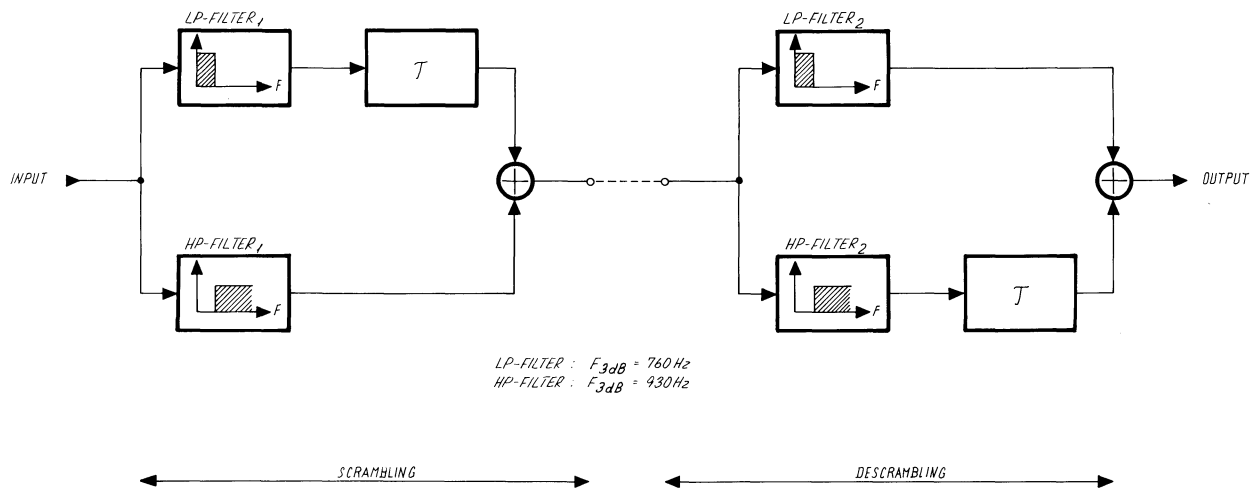 LP-FILTER1
LP-FILTER2
F
T
F
INPUT
OUTPUT
HP-FILTER1
HP-FILTER2
F
F
T
LP-FILTER : F3dB = 760 Hz
HP-FILTER : F3dB = 930 Hz
SCRAMBLING
DESCRAMBLING